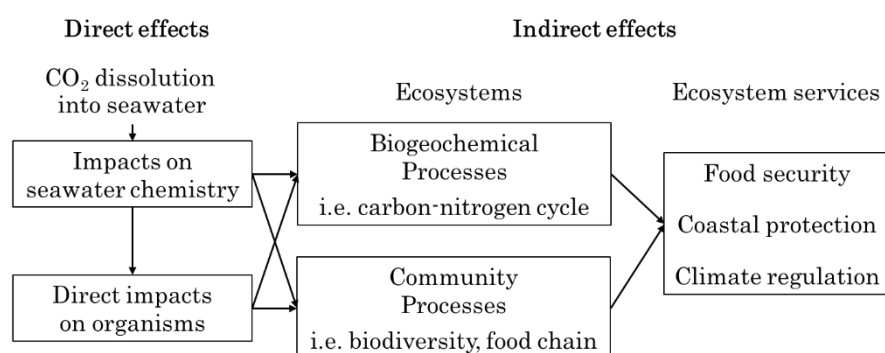 Direct effects
Indirect effects
CO₂ dissolution
into seawater
Ecosystems
Ecosystem services
Impacts on
seawater chemistry
Direct impacts
on organisms
Biogeochemical
Processes
i.e. carbon-nitrogen cycle
Community
Processes
i.e. biodiversity, food chain
Food security
Coastal protection
Climate regulation